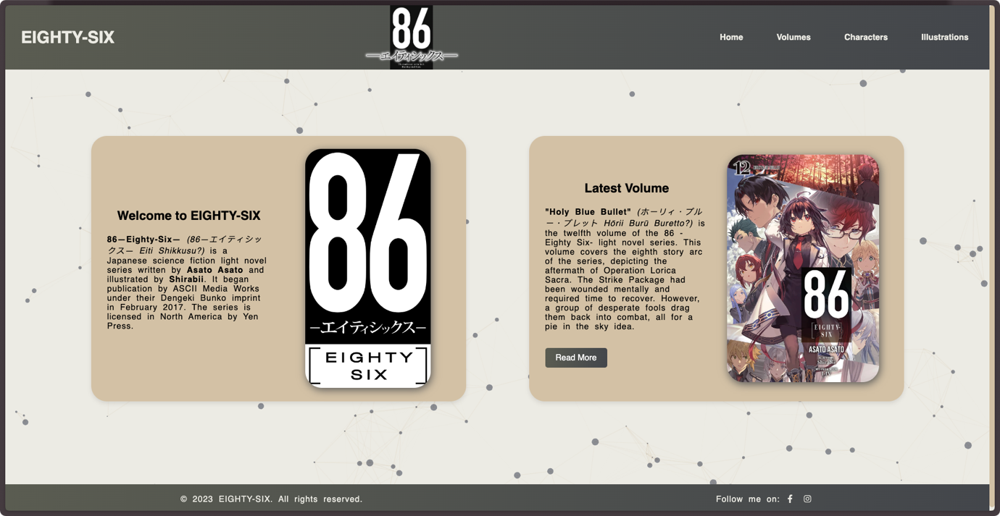 EIGHTY-SIX
86
―エイティシックス―
Home
Volumes
Characters
Illustrations
Welcome to EIGHTY-SIX
86—Eighty-Six— (86―エイティシッ
クス― Eiti Shikkusu?) is a
Japanese science fiction light novel
series written by Asato Asato and
illustrated by Shirabii. It began
publication by ASCII Media Works
under their Dengeki Bunko imprint
in February 2017. The series is
licensed in North America by Yen
Press.
86
―エイティシックス―
EIGHTY
SIX
Latest Volume
"Holy Blue Bullet" (ホーリィ・ブル
ー・ブレット Hōrii Burū Buretto?) is
the twelfth volume of the 86 -
Eighty Six- light novel series. This
volume covers the eighth story arc
of the series, depicting the
aftermath of Operation Lorica
Sacra. The Strike Package had
been wounded mentally and
required time to recover. However,
a group of desperate fools drag
them back into combat, all for a
pie in the sky idea.
Read More
12
86
EIGHTY-
SIX
ASATO ASATO
Shirabii
© 2023 EIGHTY-SIX. All rights reserved.
Follow me on: